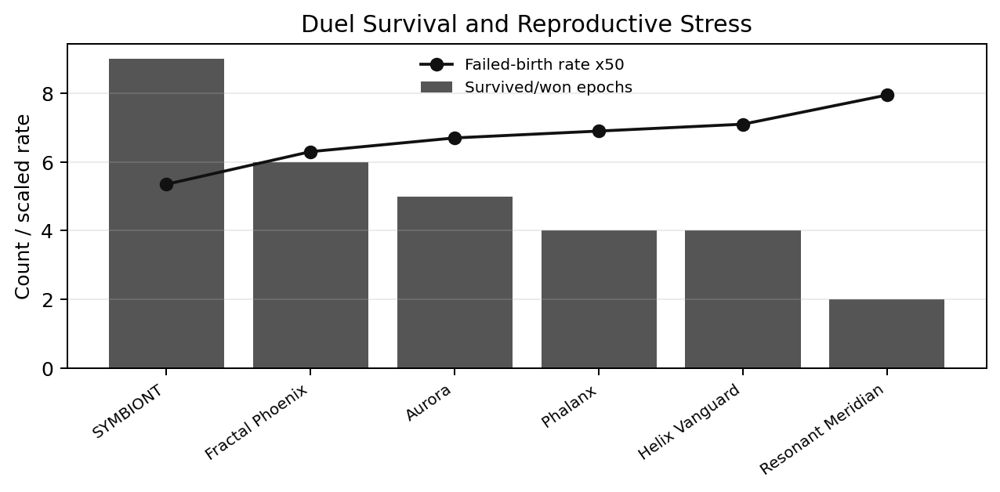 Duel Survival and Reproductive Stress
Failed-birth rate x50
Survived/won epochs
Count / scaled rate
8
6
4
2
0
SYMBIONT
Fractal Phoenix
Aurora
Phalanx
Helix Vanguard
Resonant Meridian